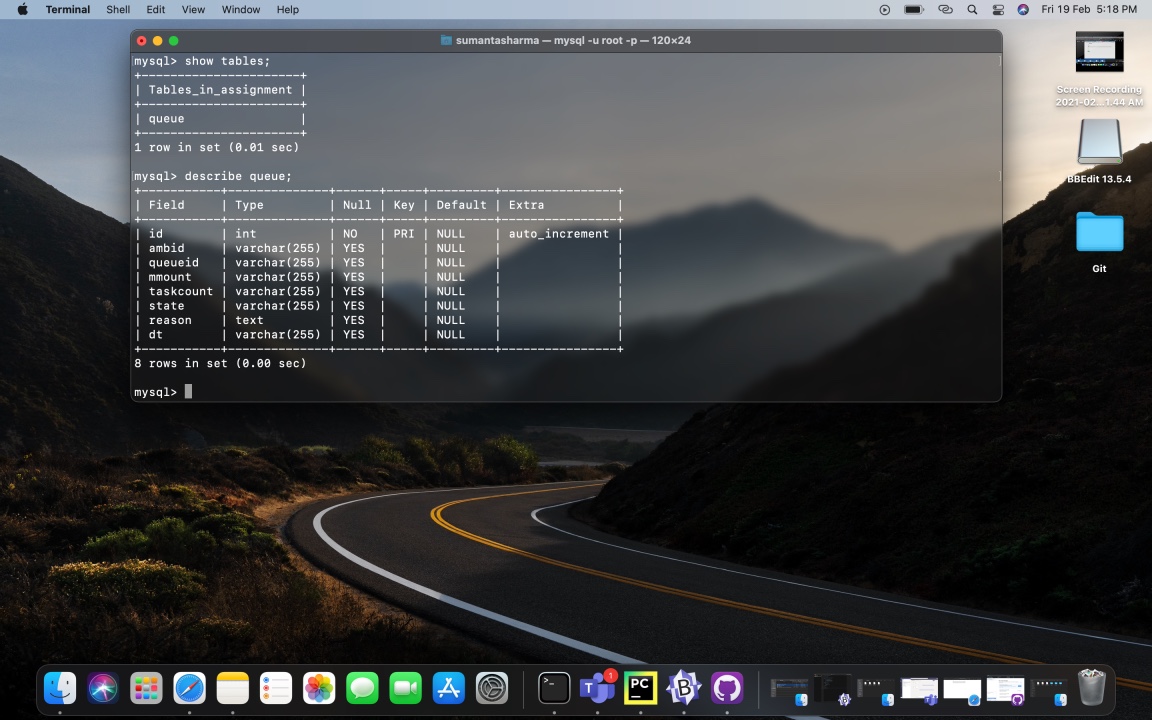 Terminal Shell Edit View Window Help Fri 19 Feb 5:18 PM
sumantasharma — mysql -u root -p — 120×24
mysql> show tables;
+----------------------+
| Tables_in_assignment |
+----------------------+
| queue                |
+----------------------+
1 row in set (0.01 sec)
mysql> describe queue;
+-----------+--------------+------+-----+---------+----------------+
| Field     | Type         | Null | Key | Default | Extra          |
+-----------+--------------+------+-----+---------+----------------+
| id        | int          | NO   | PRI | NULL    | auto_increment |
| ambid     | varchar(255) | YES  |     | NULL    |                |
| queueid   | varchar(255) | YES  |     | NULL    |                |
| mmount    | varchar(255) | YES  |     | NULL    |                |
| taskcount | varchar(255) | YES  |     | NULL    |                |
| state     | varchar(255) | YES  |     | NULL    |                |
| reason    | text         | YES  |     | NULL    |                |
| dt        | varchar(255) | YES  |     | NULL    |                |
+-----------+--------------+------+-----+---------+----------------+
8 rows in set (0.00 sec)
mysql>
Screen Recording
2021-02...1.44 AM
BBEdit 13.5.4
Git
>_
T
1
PC
B